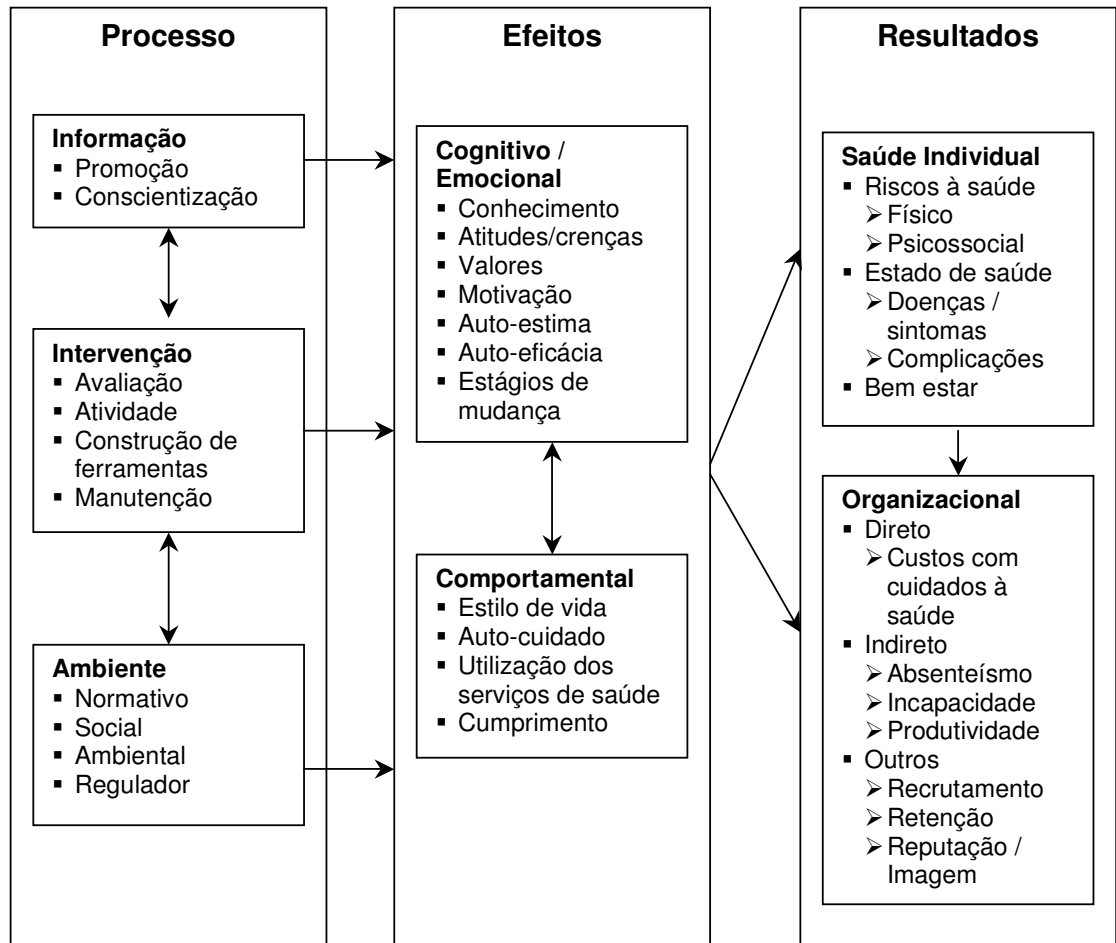 Processo
Informação
▪ Promoção
▪ Conscientização
Intervenção
▪ Avaliação
▪ Atividade
▪ Construção de
ferramentas
▪ Manutenção
Ambiente
▪ Normativo
▪ Social
▪ Ambiental
▪ Regulador
Efeitos
Cognitivo /
Emocional
▪ Conhecimento
▪ Atitudes/crenças
▪ Valores
▪ Motivação
▪ Auto-estima
▪ Auto-eficácia
▪ Estágios de
mudança
Comportamental
▪ Estilo de vida
▪ Auto-cuidado
▪ Utilização dos
serviços de saúde
▪ Cumprimento
Resultados
Saúde Individual
▪ Riscos à saúde
➢ Físico
➢ Psicossocial
▪ Estado de saúde
➢ Doenças /
sintomas
➢ Complicações
▪ Bem estar
Organizacional
▪ Direto
➢ Custos com
cuidados à
saúde
▪ Indireto
➢ Absenteísmo
➢ Incapacidade
➢ Produtividade
▪ Outros
➢ Recrutamento
➢ Retenção
➢ Reputação /
Imagem